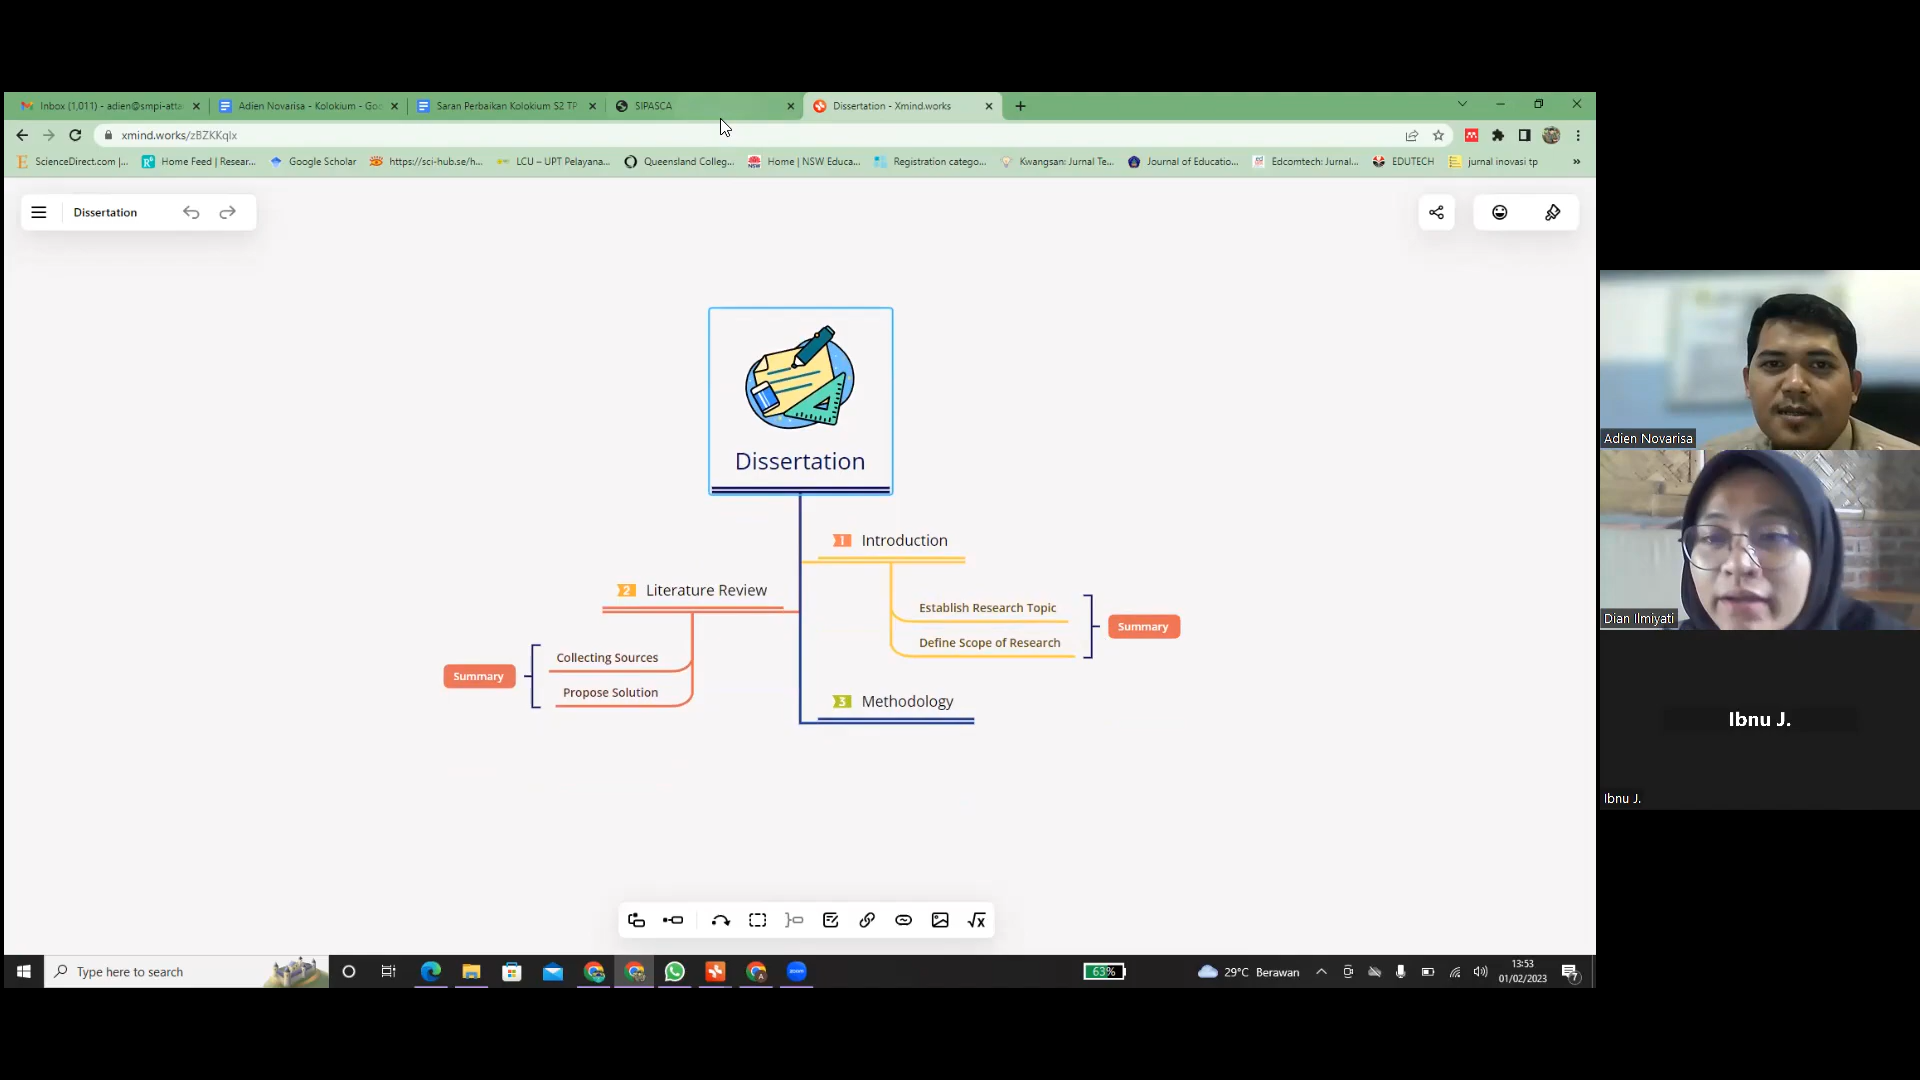 Inbox (1,011) - adien@smpi-atta
Adien Novarisa - Kolokium - Goo
Saran Perbaikan Kolokium S2 TP
SIPASCA
Dissertation - Xmind.works
xmind.works/zBZKKqIx
ScienceDirect.com |...
Home Feed | Resear...
Google Scholar
https://sci-hub.se/h...
LCU – UPT Pelayana...
Queensland Colleg...
Home | NSW Educa...
Registration catego...
Kwangsan: Jurnal Te...
Journal of Educatio...
Edcomtech: Jurnal...
EDUTECH
jurnal inovasi tp
»
Dissertation
Dissertation
1 Introduction
2 Literature Review
Establish Research Topic
Define Scope of Research
Summary
Collecting Sources
Propose Solution
Summary
3 Methodology
Adien Novarisa
Dian Ilmiyati
Ibnu J.
Ibnu J.
Type here to search
zoom
63%
29°C Berawan
13:53
01/02/2023
7